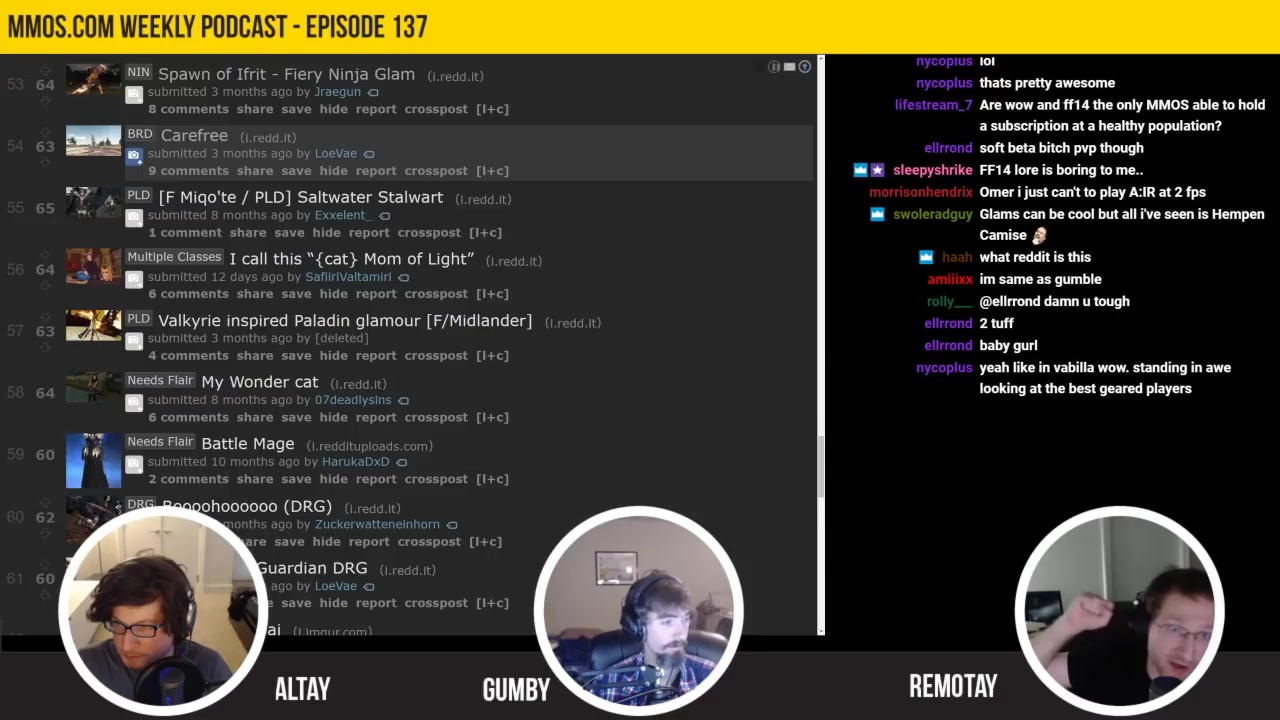 MMOS.COM WEEKLY PODCAST - EPISODE 137
53 64 NIN Spawn of Ifrit - Fiery Ninja Glam (i.redd.it)
submitted 3 months ago by Jraegun
8 comments share save hide report crosspost [l+c]
54 63 BRD Carefree (i.redd.it)
submitted 3 months ago by LoeVae
9 comments share save hide report crosspost [l+c]
55 65 PLD [F Miqo'te / PLD] Saltwater Stalwart (i.redd.it)
submitted 8 months ago by Exxelent_
1 comment share save hide report crosspost [l+c]
56 64 Multiple Classes I call this “{cat} Mom of Light” (i.redd.it)
submitted 12 days ago by SafiirlValtamiri
6 comments share save hide report crosspost [l+c]
57 63 PLD Valkyrie inspired Paladin glamour [F/Midlander] (i.redd.it)
submitted 3 months ago by [deleted]
4 comments share save hide report crosspost [l+c]
58 64 Needs Flair My Wonder cat (i.redd.it)
submitted 8 months ago by 07deadlysins
6 comments share save hide report crosspost [l+c]
59 60 Needs Flair Battle Mage (i.reddituploads.com)
submitted 10 months ago by HarukaDxD
2 comments share save hide report crosspost [l+c]
60 62 DRG Boooohoooooo (DRG) (i.redd.it)
months ago by Zuckerwatteneinhorn
are save hide report crosspost [l+c]
61 60 Guardian DRG (i.redd.it)
ago by LoeVae
save hide report crosspost [l+c]
ai (i.imgur.com)
nycoplus lol
nycoplus thats pretty awesome
lifestream_7 Are wow and ff14 the only MMOS able to hold
a subscription at a healthy population?
ellrrond soft beta bitch pvp though
sleepyshrike FF14 lore is boring to me..
morrisonhendrix Omer i just can't to play A:IR at 2 fps
swoleradguy Glams can be cool but all i've seen is Hempen
Camise
haah what reddit is this
amiiixx im same as gumble
rolly___ @ellrrond damn u tough
ellrrond 2 tuff
ellrrond baby gurl
nycoplus yeah like in vabilla wow. standing in awe
looking at the best geared players
ALTAY
GUMBY
REMOTAY